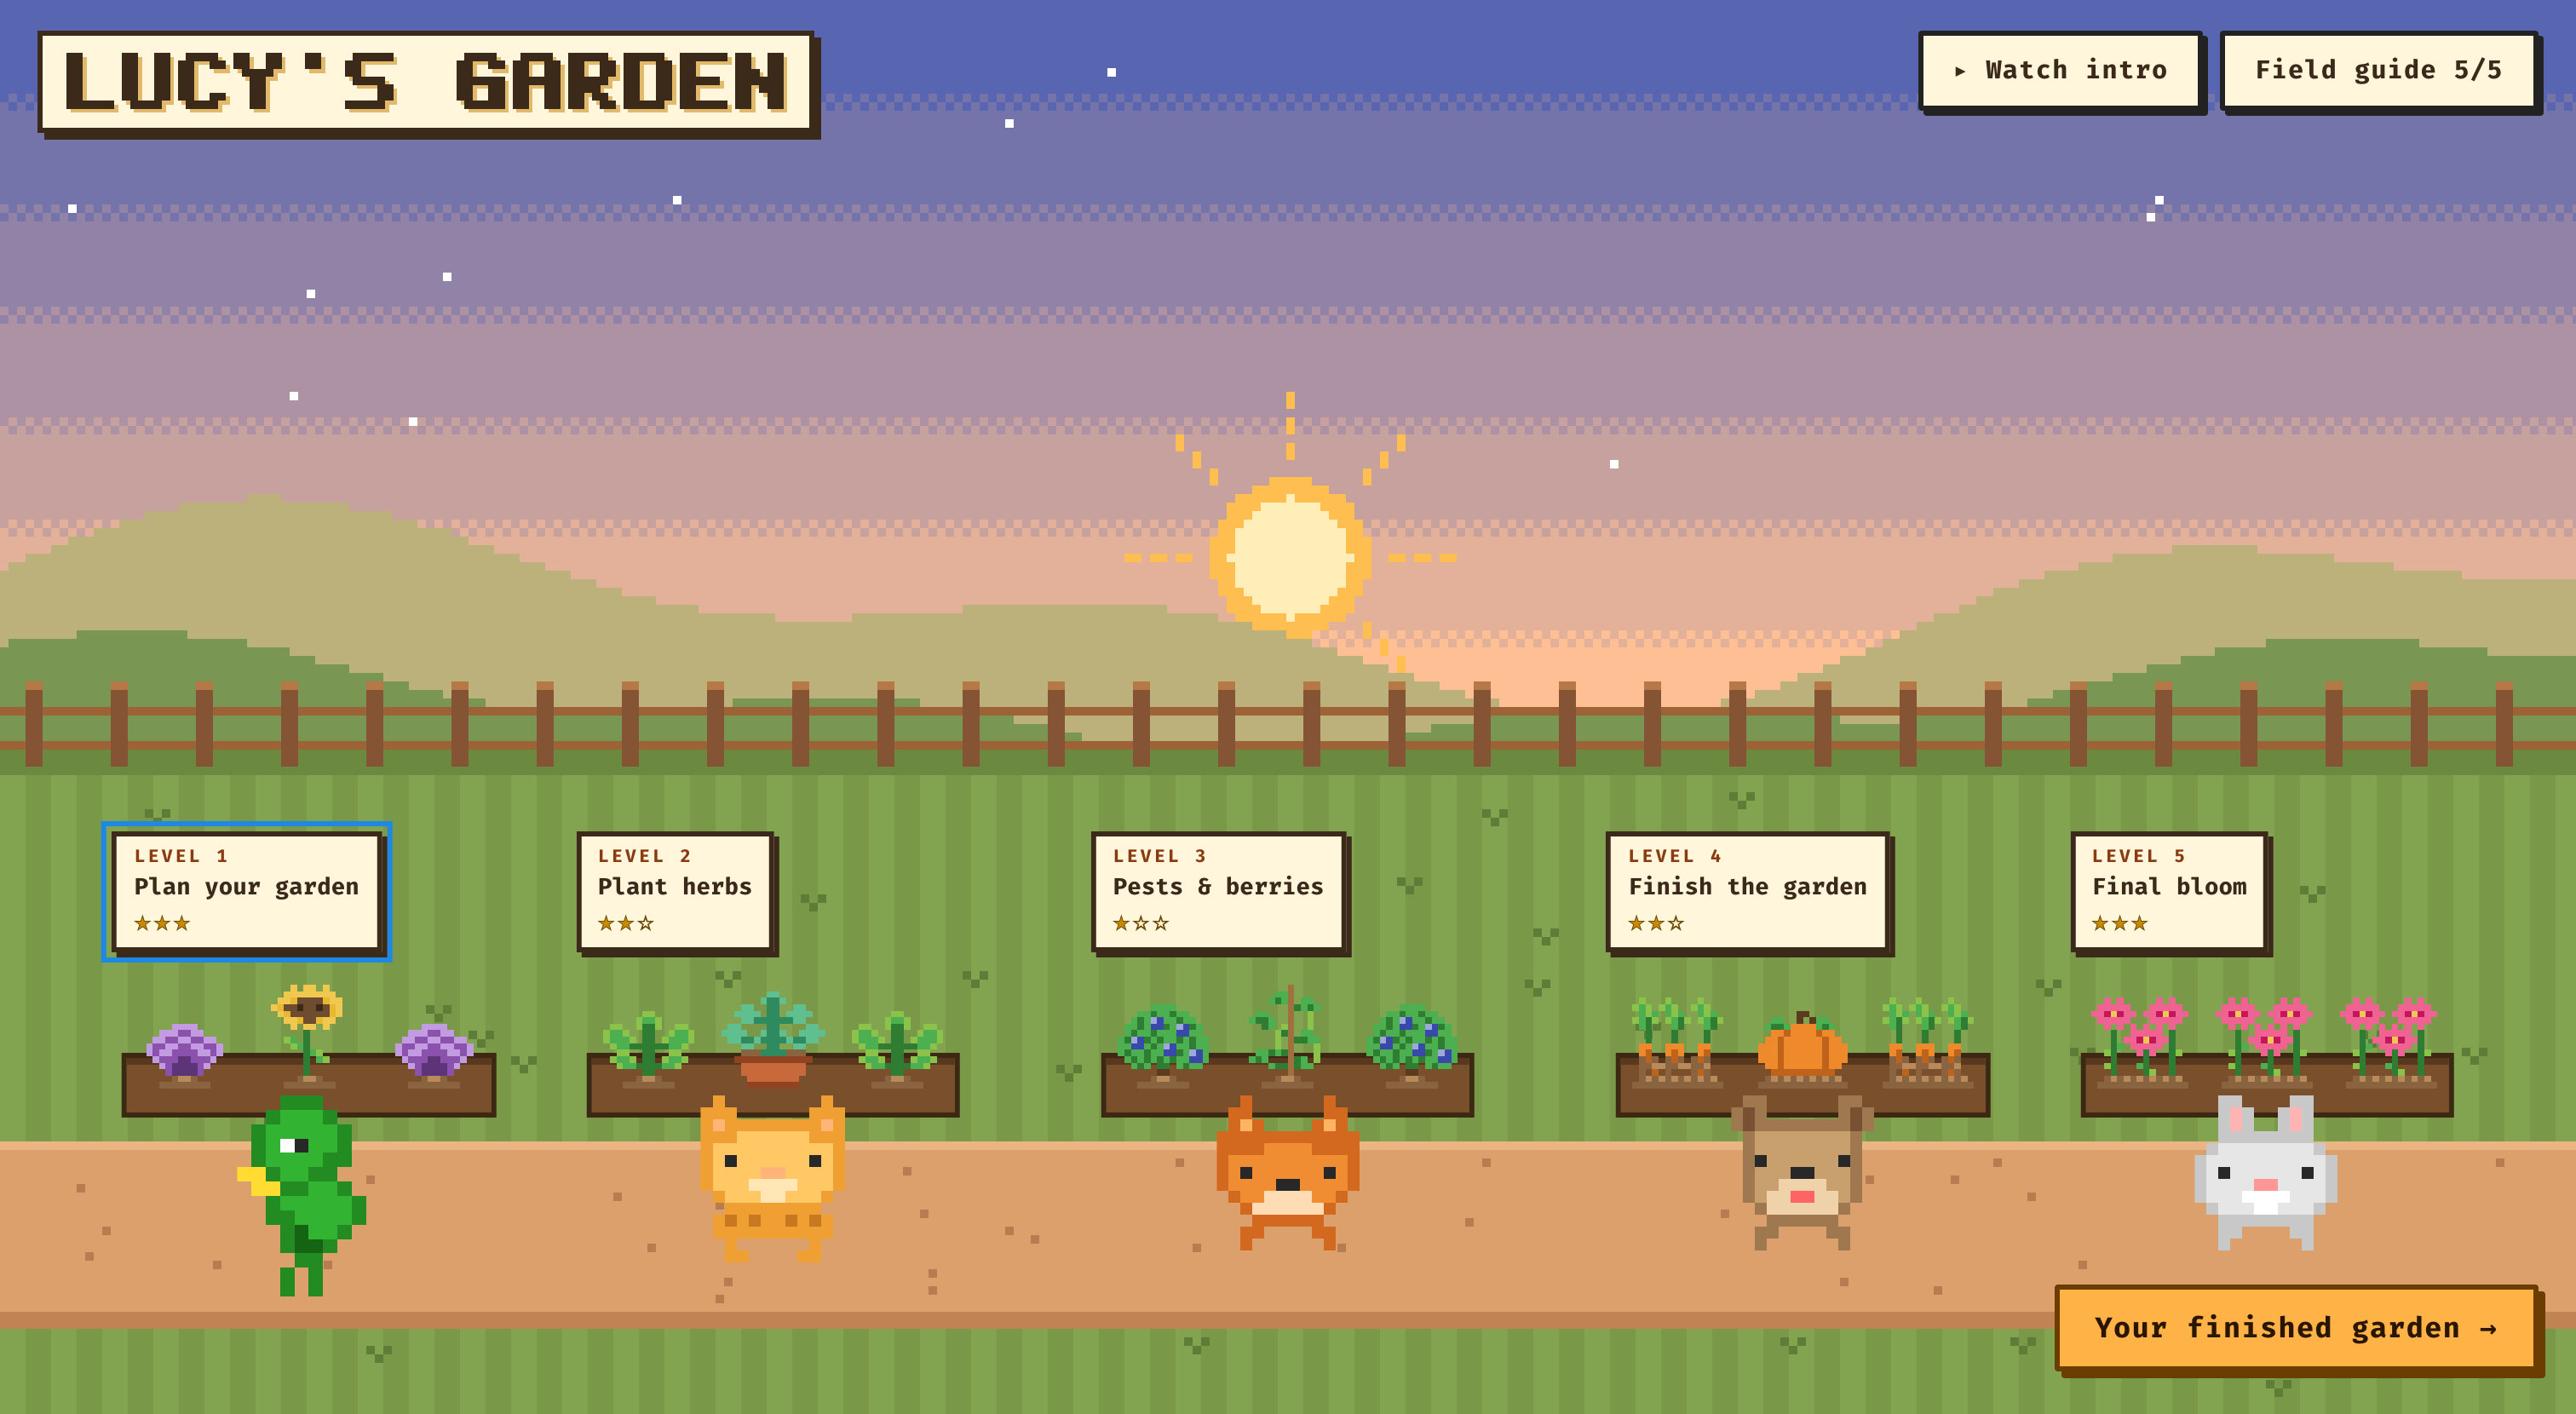 LUCY'S GARDEN
▸ Watch intro
Field guide 5/5
LEVEL 1
Plan your garden
★★★
LEVEL 2
Plant herbs
★★☆
LEVEL 3
Pests & berries
★☆☆
LEVEL 4
Finish the garden
★★☆
LEVEL 5
Final bloom
★★★
Your finished garden →